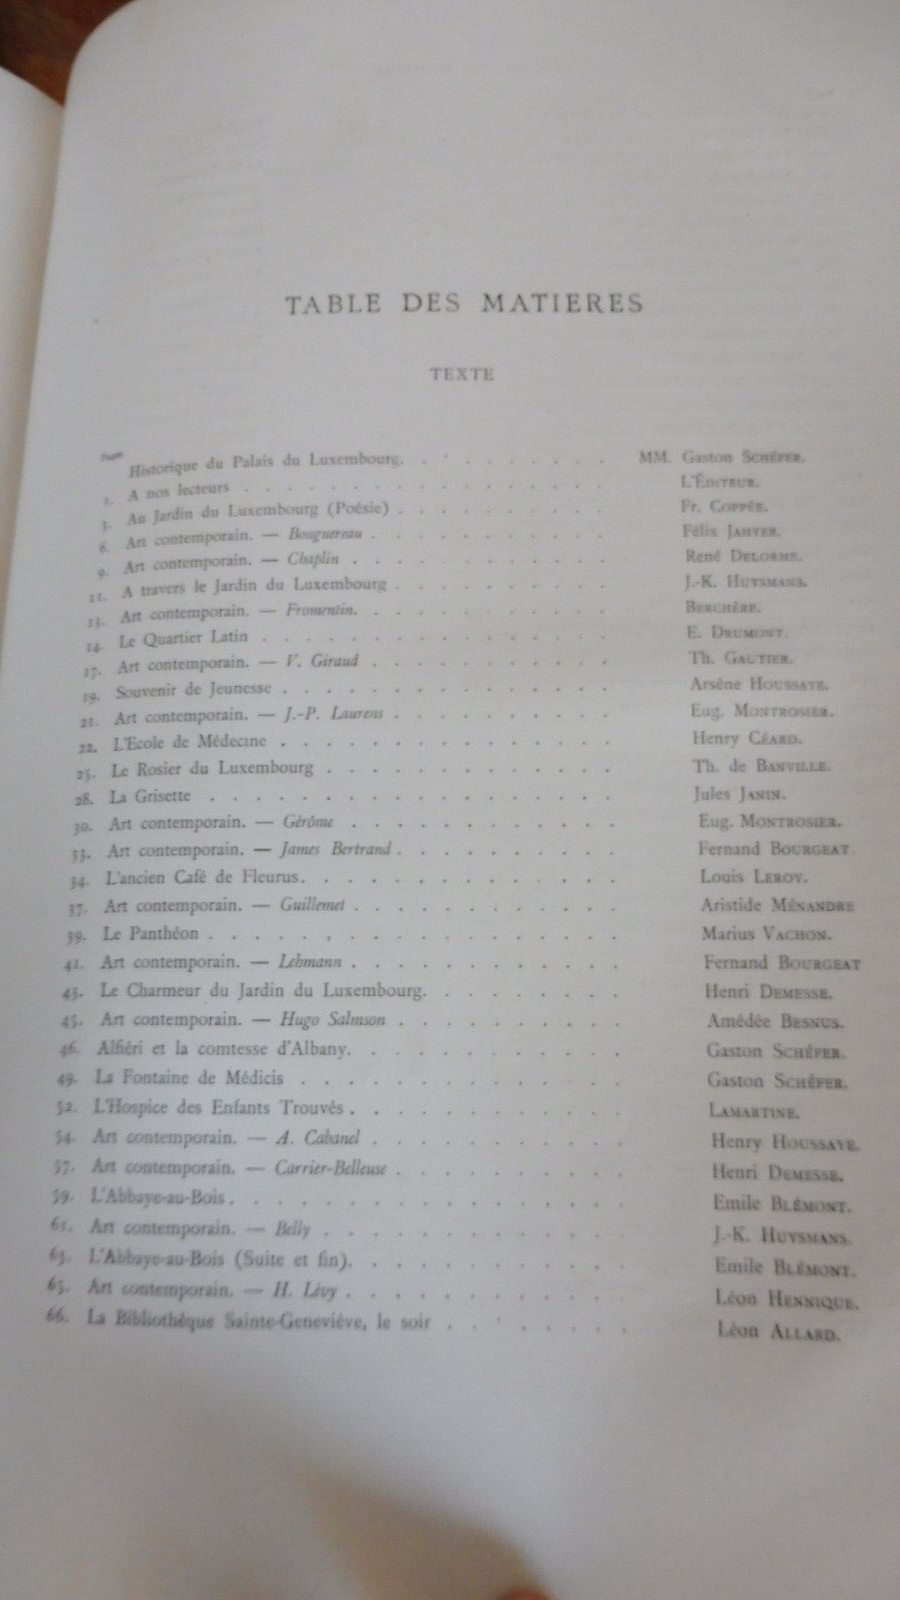 TABLE DES MATIERES
TEXTE
Pages
Historique du Palais du Luxembourg. MM. Gaston SCHÉFER.
1. A nos lecteurs L'ÉDITEUR.
3. Au Jardin du Luxembourg (Poésie) Fr. COPPÉE.
6. Art contemporain. — Bouguereau Félix JAHYER.
9. Art contemporain. — Chaplin René DELORME.
11. A travers le Jardin du Luxembourg J.-K. HUYSMANS.
13. Art contemporain. — Fromentin. BERCHÈRE.
14. Le Quartier Latin E. DRUMONT.
17. Art contemporain. — V. Giraud Th. GAUTIER.
19. Souvenir de Jeunesse Arsène HOUSSAYE.
21. Art contemporain. — J.-P. Laurens Eug. MONTROSIER.
22. L'Ecole de Médecine Henry CÉARD.
25. Le Rosier du Luxembourg Th. de BANVILLE.
28. La Grisette Jules JANIN.
30. Art contemporain. — Gérôme Eug. MONTROSIER.
33. Art contemporain. — James Bertrand Fernand BOURGEAT
34. L'ancien Café de Fleurus. Louis LEROY.
37. Art contemporain. — Guillemet Aristide MÉNANDRE
39. Le Panthéon Marius VACHON.
41. Art contemporain. — Lehmann Fernand BOURGEAT
43. Le Charmeur du Jardin du Luxembourg. Henri DEMESSE.
45. Art contemporain. — Hugo Salmson Amédée BESNUS.
46. Alfiéri et la comtesse d'Albany. Gaston SCHÉFER.
49. La Fontaine de Médicis Gaston SCHÉFER.
52. L'Hospice des Enfants Trouvés. LAMARTINE.
54. Art contemporain. — A. Cabanel Henry HOUSSAYE.
57. Art contemporain. — Carrier-Belleuse Henri DEMESSE.
59. L'Abbaye-au-Bois. Emile BLÉMONT.
61. Art contemporain. — Belly J.-K. HUYSMANS.
63. L'Abbaye-au-Bois (Suite et fin). Emile BLÉMONT.
65. Art contemporain. — H. Lévy Léon HENNIQUE.
66. La Bibliothèque Sainte-Geneviève, le soir Léon ALLARD.